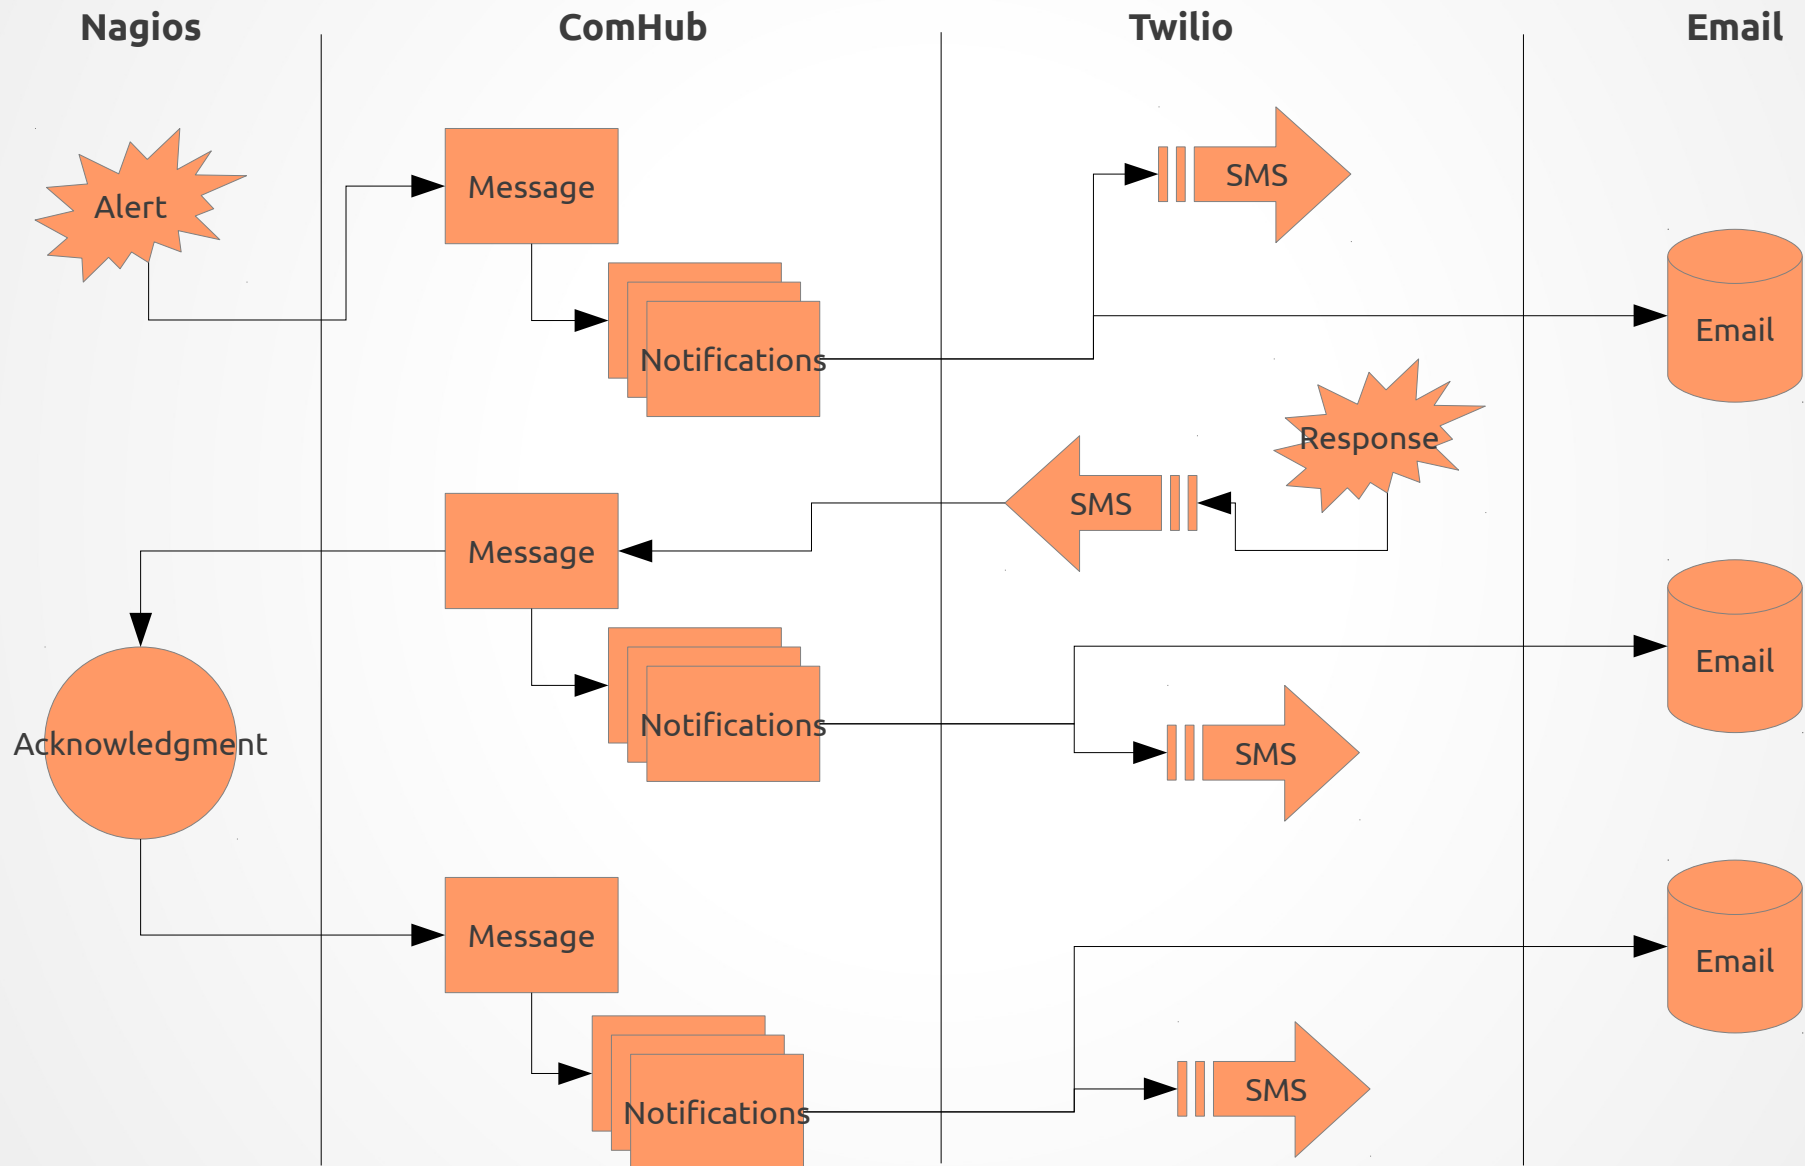 Nagios
ComHub
Twilio
Email
Alert
Message
SMS
Notifications
Email
Response
Message
SMS
Acknowledgment
Notifications
Email
SMS
Message
Email
Notifications
SMS